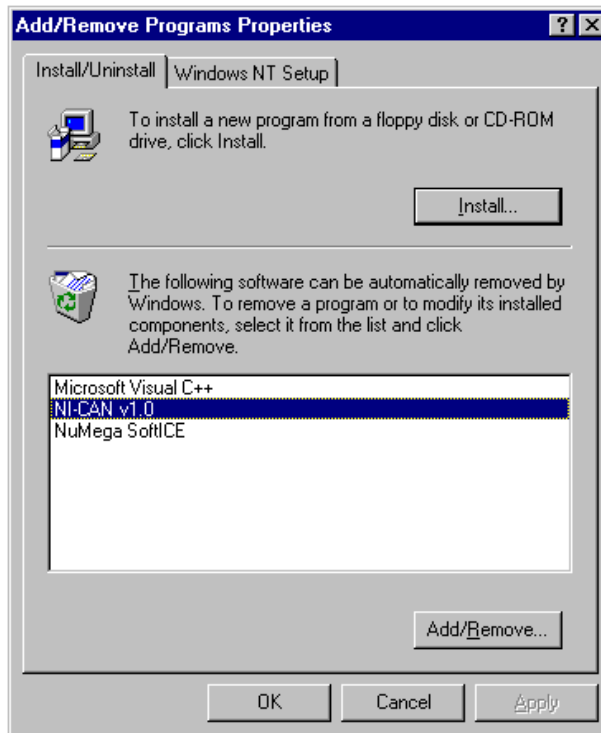 Add/Remove Programs Properties
Install/Uninstall
Windows NT Setup
To install a new program from a floppy disk or CD-ROM
drive, click Install.
Install...
The following software can be automatically removed by
Windows. To remove a program or to modify its installed
components, select it from the list and click
Add/Remove.
Microsoft Visual C++
NI-CAN v1.0
NuMega SoftICE
Add/Remove...
OK
Cancel
Apply